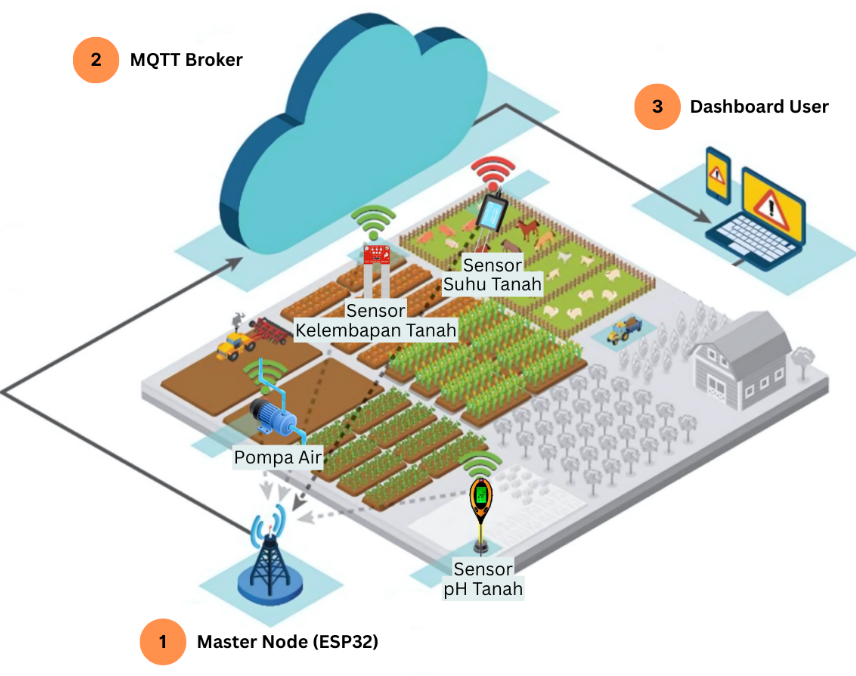 2
MQTT Broker
3
Dashboard User
Sensor
Suhu Tanah
Sensor
Kelembapan Tanah
Pompa Air
Sensor
pH Tanah
1
Master Node (ESP32)